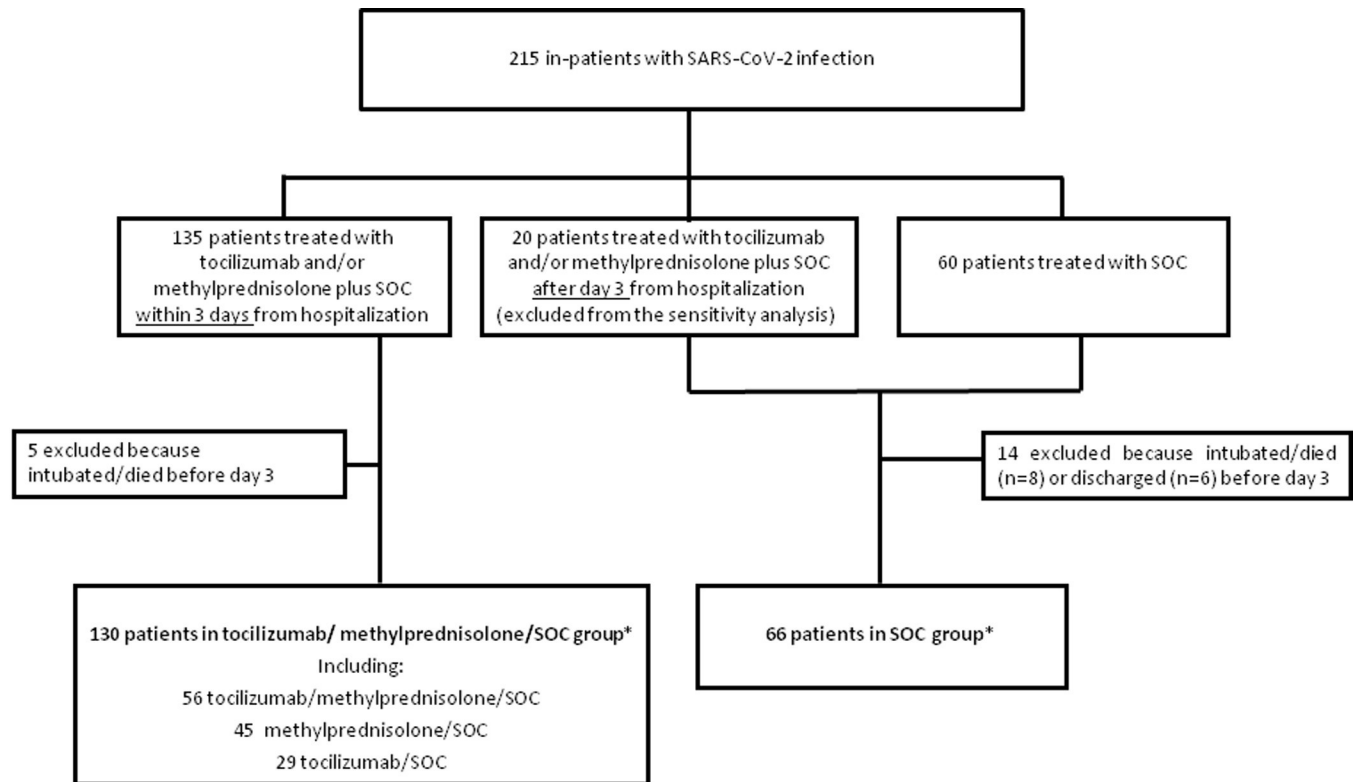 215 in-patients with SARS-CoV-2 infection
135 patients treated with
tocilizumab and/or
methylprednisolone plus SOC
within 3 days from hospitalization
20 patients treated with tocilizumab
and/or methylprednisolone plus SOC
after day 3 from hospitalization
(excluded from the sensitivity analysis)
60 patients treated with SOC
5 excluded because
intubated/died before day 3
14 excluded because intubated/died
(n=8) or discharged (n=6) before day 3
130 patients in tocilizumab/ methylprednisolone/SOC group*
Including:
56 tocilizumab/methylprednisolone/SOC
45 methylprednisolone/SOC
29 tocilizumab/SOC
66 patients in SOC group*